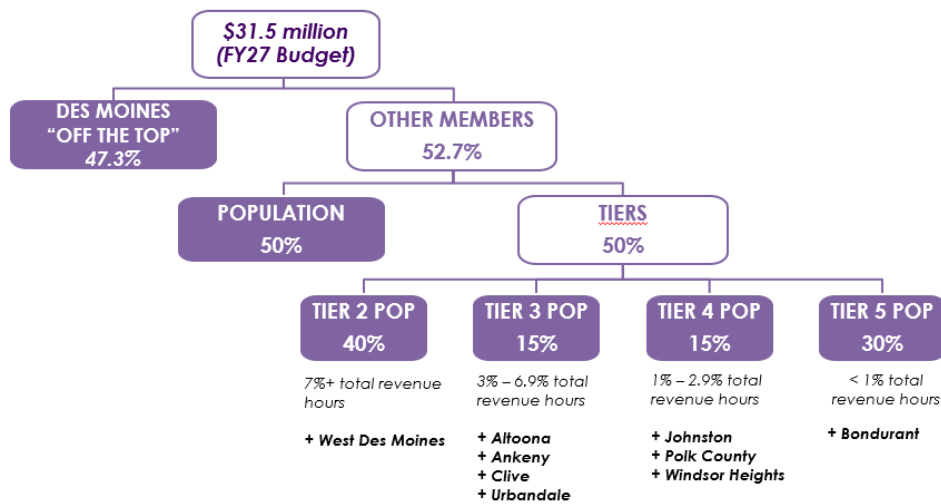 $31.5 million
(FY27 Budget)
DES MOINES
“OFF THE TOP”
47.3%
OTHER MEMBERS
52.7%
POPULATION
50%
TIERS
50%
TIER 2 POP
40%
TIER 3 POP
15%
TIER 4 POP
15%
TIER 5 POP
30%
7%+ total revenue
hours
+ West Des Moines
3% – 6.9% total
revenue hours
+ Altoona
+ Ankeny
+ Clive
+ Urbandale
1% – 2.9% total
revenue hours
+ Johnston
+ Polk County
+ Windsor Heights
< 1% total
revenue hours
+ Bondurant